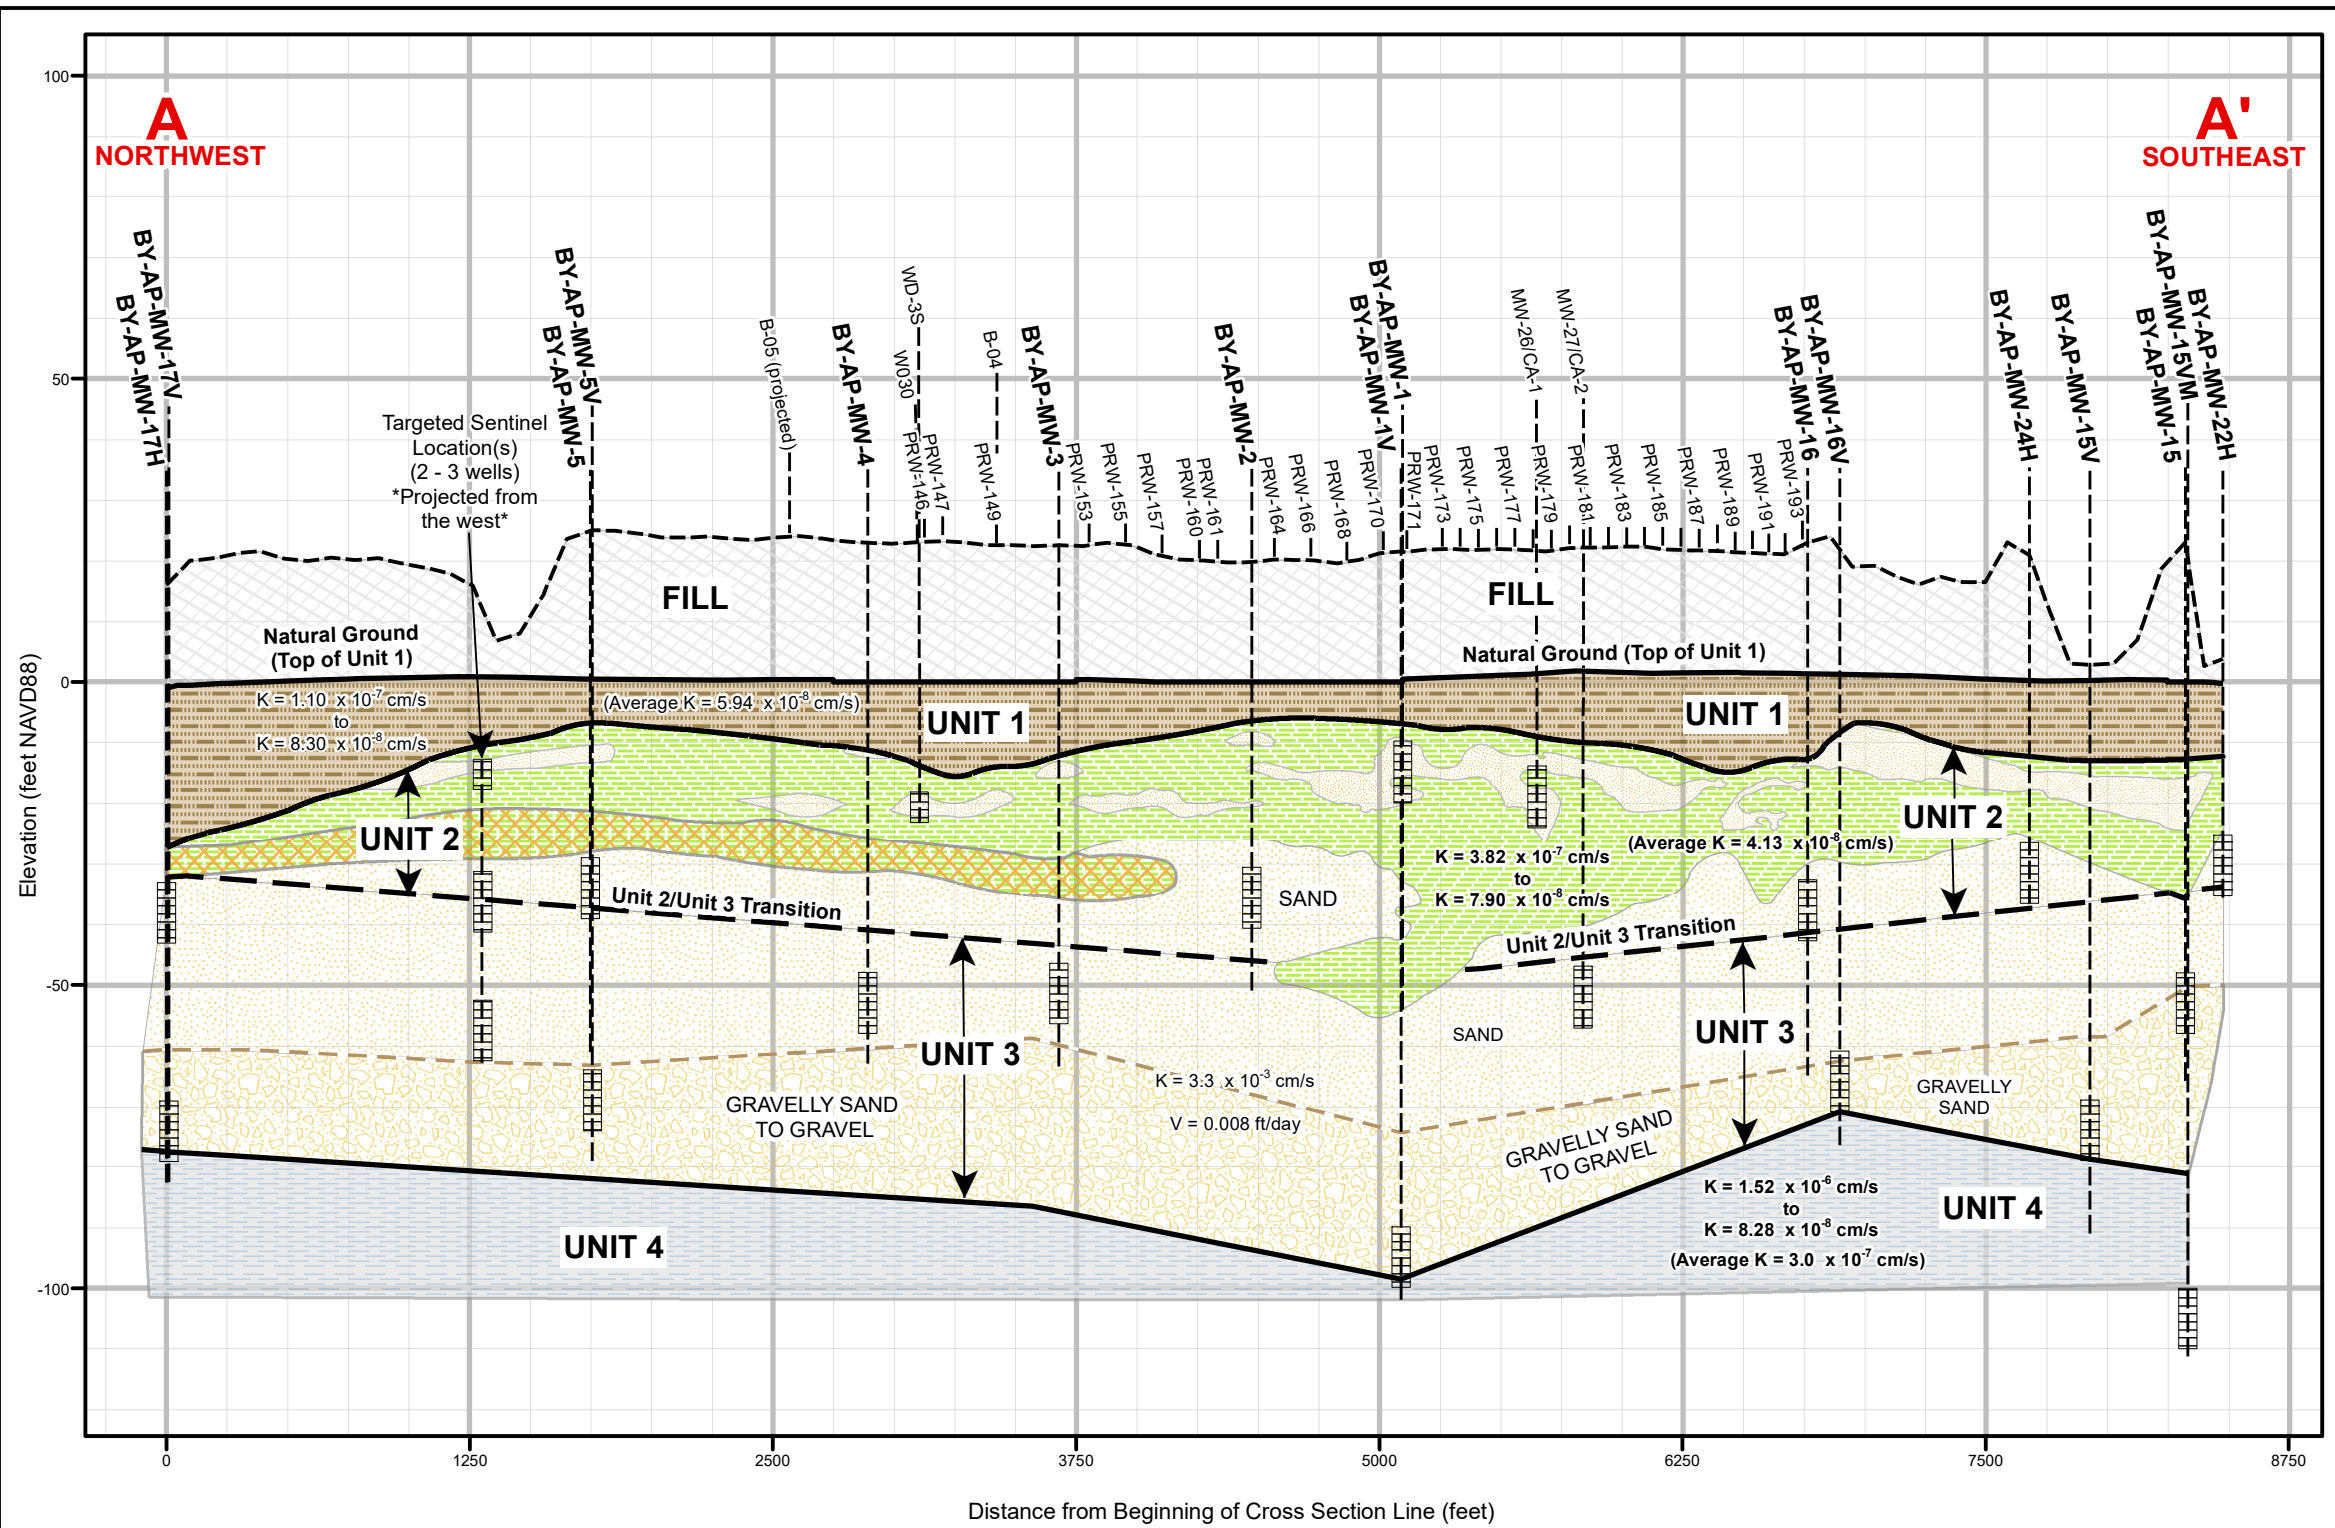 100
50
0
-50
-100
Elevation (feet NAVD88)
A
NORTHWEST
A'
SOUTHEAST
BY-AP-MW-17V
BY-AP-MW-17H
Targeted Sentinel
Location(s)
(2 - 3 wells)
*Projected from
the west*
BY-AP-MW-5V
BY-AP-MW-5
B-05 (projected)
BY-AP-MW-4
WD-3S
W030
PRW-146
PRW-147
B-04
PRW-149
BY-AP-MW-3
PRW-153
PRW-155
PRW-157
PRW-160
PRW-161
BY-AP-MW-2
PRW-164
PRW-166
PRW-168
PRW-170
BY-AP-MW-1
BY-AP-MW-1V
PRW-171
PRW-173
PRW-175
PRW-177
MW-26/CA-1
PRW-179
MW-27/CA-2
PRW-181
PRW-183
PRW-185
PRW-187
PRW-189
PRW-191
PRW-193
BY-AP-MW-16
BY-AP-MW-16V
BY-AP-MW-24H
BY-AP-MW-15V
BY-AP-MW-15
BY-AP-MW-15VM
BY-AP-MW-22H
FILL
FILL
Natural Ground
(Top of Unit 1)
Natural Ground (Top of Unit 1)
K = 1.10 x 10-7 cm/s
to
K = 8.30 x 10-8 cm/s
(Average K = 5.94 x 10-8 cm/s)
UNIT 1
UNIT 1
UNIT 2
UNIT 2
(Average K = 4.13 x 10-8 cm/s)
K = 3.82 x 10-7 cm/s
to
K = 7.90 x 10-8 cm/s
SAND
Unit 2/Unit 3 Transition
Unit 2/Unit 3 Transition
SAND
UNIT 3
UNIT 3
K = 3.3 x 10-3 cm/s
V = 0.008 ft/day
GRAVELLY SAND
TO GRAVEL
GRAVELLY SAND
TO GRAVEL
GRAVELLY
SAND
K = 1.52 x 10-6 cm/s
to
K = 8.28 x 10-8 cm/s
(Average K = 3.0 x 10-7 cm/s)
UNIT 4
UNIT 4
0
1250
2500
3750
5000
6250
7500
8750
Distance from Beginning of Cross Section Line (feet)